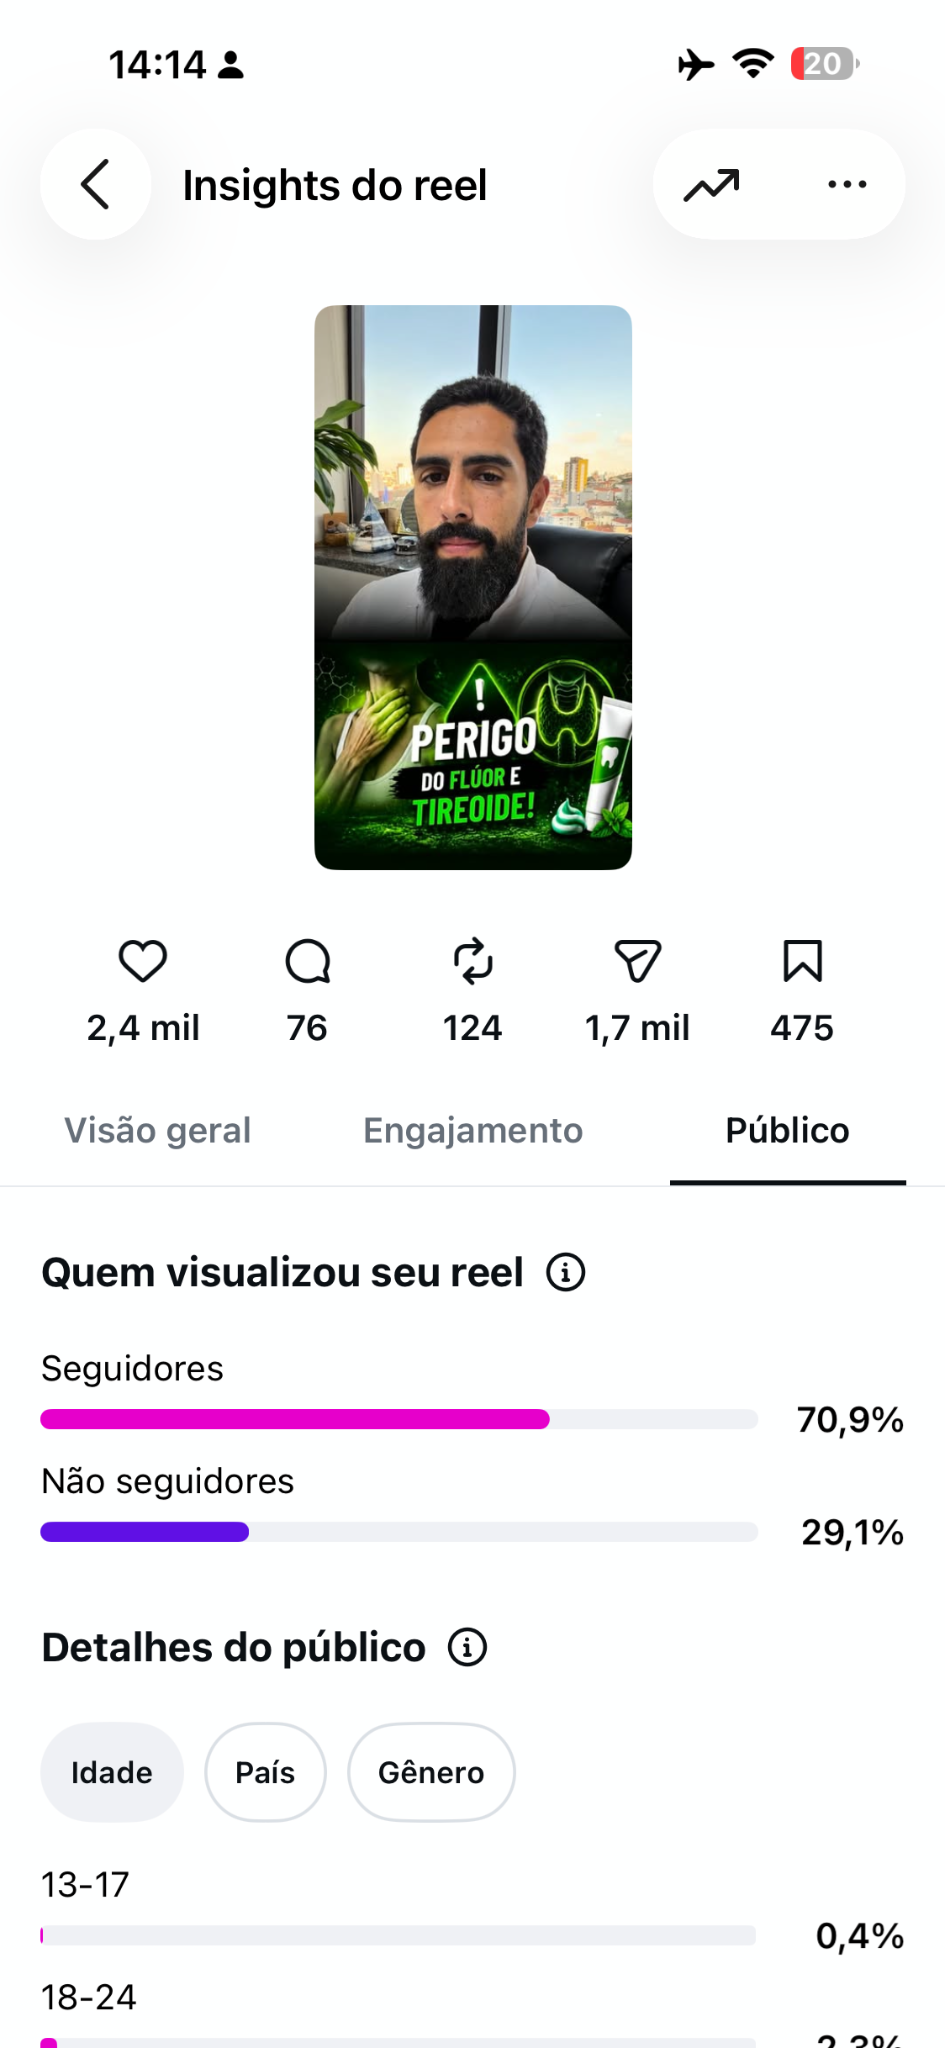 14:14
20
Insights do reel
!
PERIGO
DO FLÚOR E
TIREOIDE!
2,4 mil
76
124
1,7 mil
475
Visão geral
Engajamento
Público
Quem visualizou seu reel
Seguidores
70,9%
Não seguidores
29,1%
Detalhes do público
Idade
País
Gênero
13-17
0,4%
18-24
2,3%